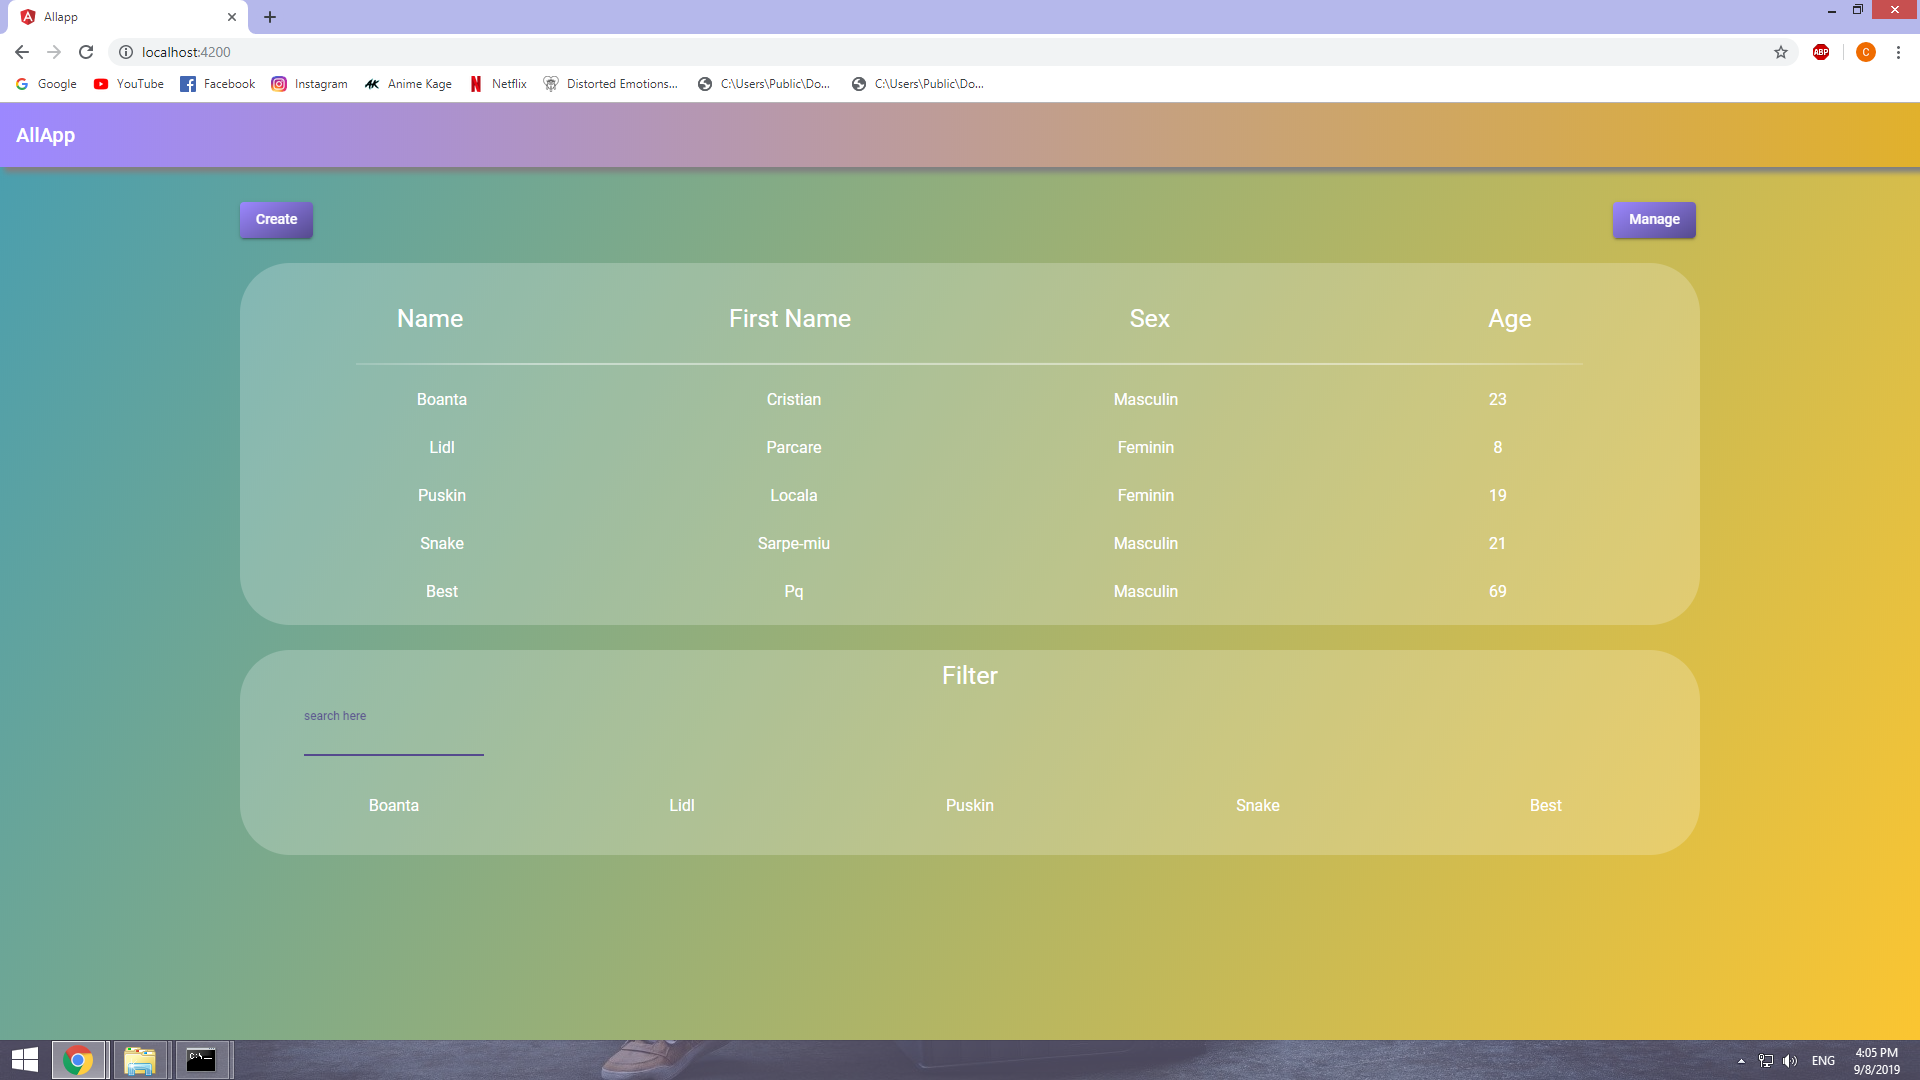 Allapp
localhost:4200
ABP
C
Google YouTube Facebook Instagram Anime Kage Netflix Distorted Emotions... C:\Users\Public\Do... C:\Users\Public\Do...
AllApp
Create Manage
Name First Name Sex Age
Boanta Cristian Masculin 23
Lidl Parcare Feminin 8
Puskin Locala Feminin 19
Snake Sarpe-miu Masculin 21
Best Pq Masculin 69
Filter
search here
Boanta Lidl Puskin Snake Best
C:\._
ENG 4:05 PM
9/8/2019